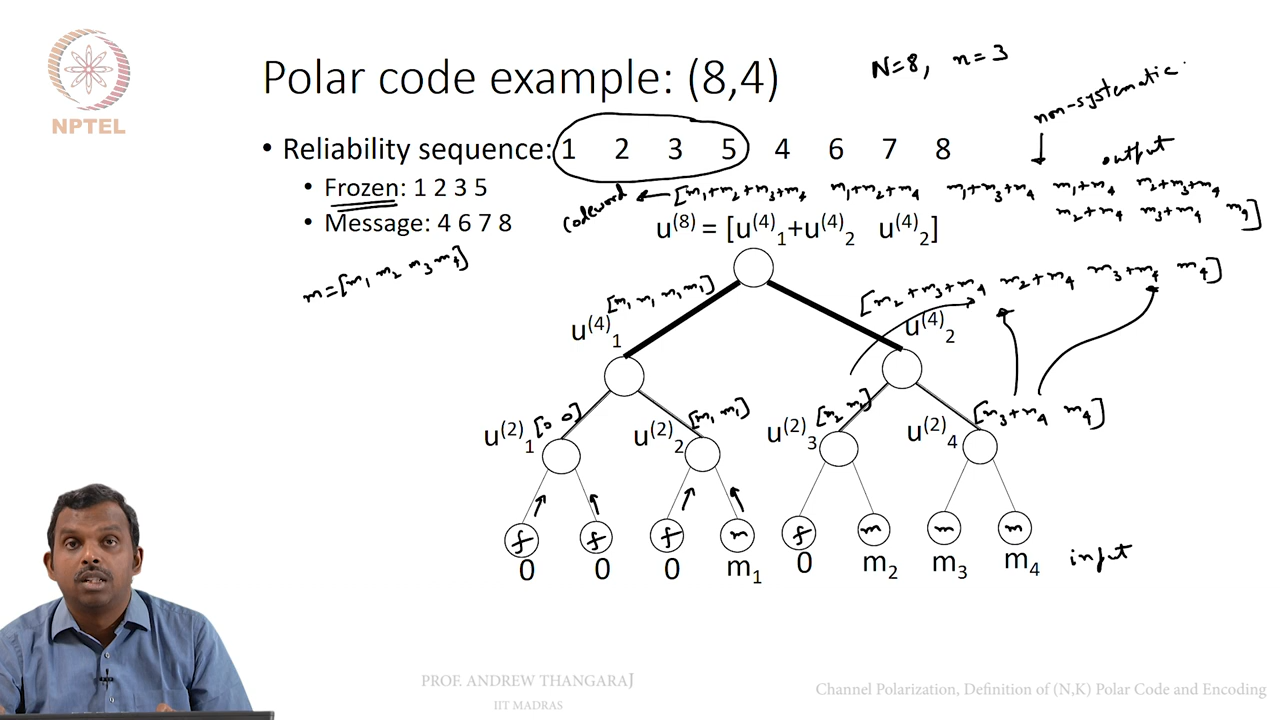 NPTEL
Polar code example: (8,4)
N=8, n=3
non-systematic
• Reliability sequence: 1 2 3 5 4 6 7 8
output
• Frozen: 1 2 3 5
codeword ← [m₁+m₂+m₃+m₄ m₁+m₂+m₄ m₁+m₃+m₄ m₁+m₄ m₂+m₃+m₄
m₂+m₄ m₃+m₄ m₄]
• Message: 4 6 7 8
u⁽⁸⁾ = [u⁽⁴⁾₁+u⁽⁴⁾₂ u⁽⁴⁾₂]
m=[m₁ m₂ m₃ m₄]
[m₁ m₁ m₁ m₁]
[m₂+m₃+m₄ m₂+m₄ m₃+m₄ m₄]
u⁽⁴⁾₁ u⁽⁴⁾₂
u⁽²⁾₁ [0 0] u⁽²⁾₂ [m₁ m₁] u⁽²⁾₃ [m₂ m₂] u⁽²⁾₄ [m₃+m₄ m₄]
f f f m f m m m
0 0 0 m₁ 0 m₂ m₃ m₄ input
PROF. ANDREW THANGARAJ
IIT MADRAS
Channel Polarization, Definition of (N,K) Polar Code and Encoding